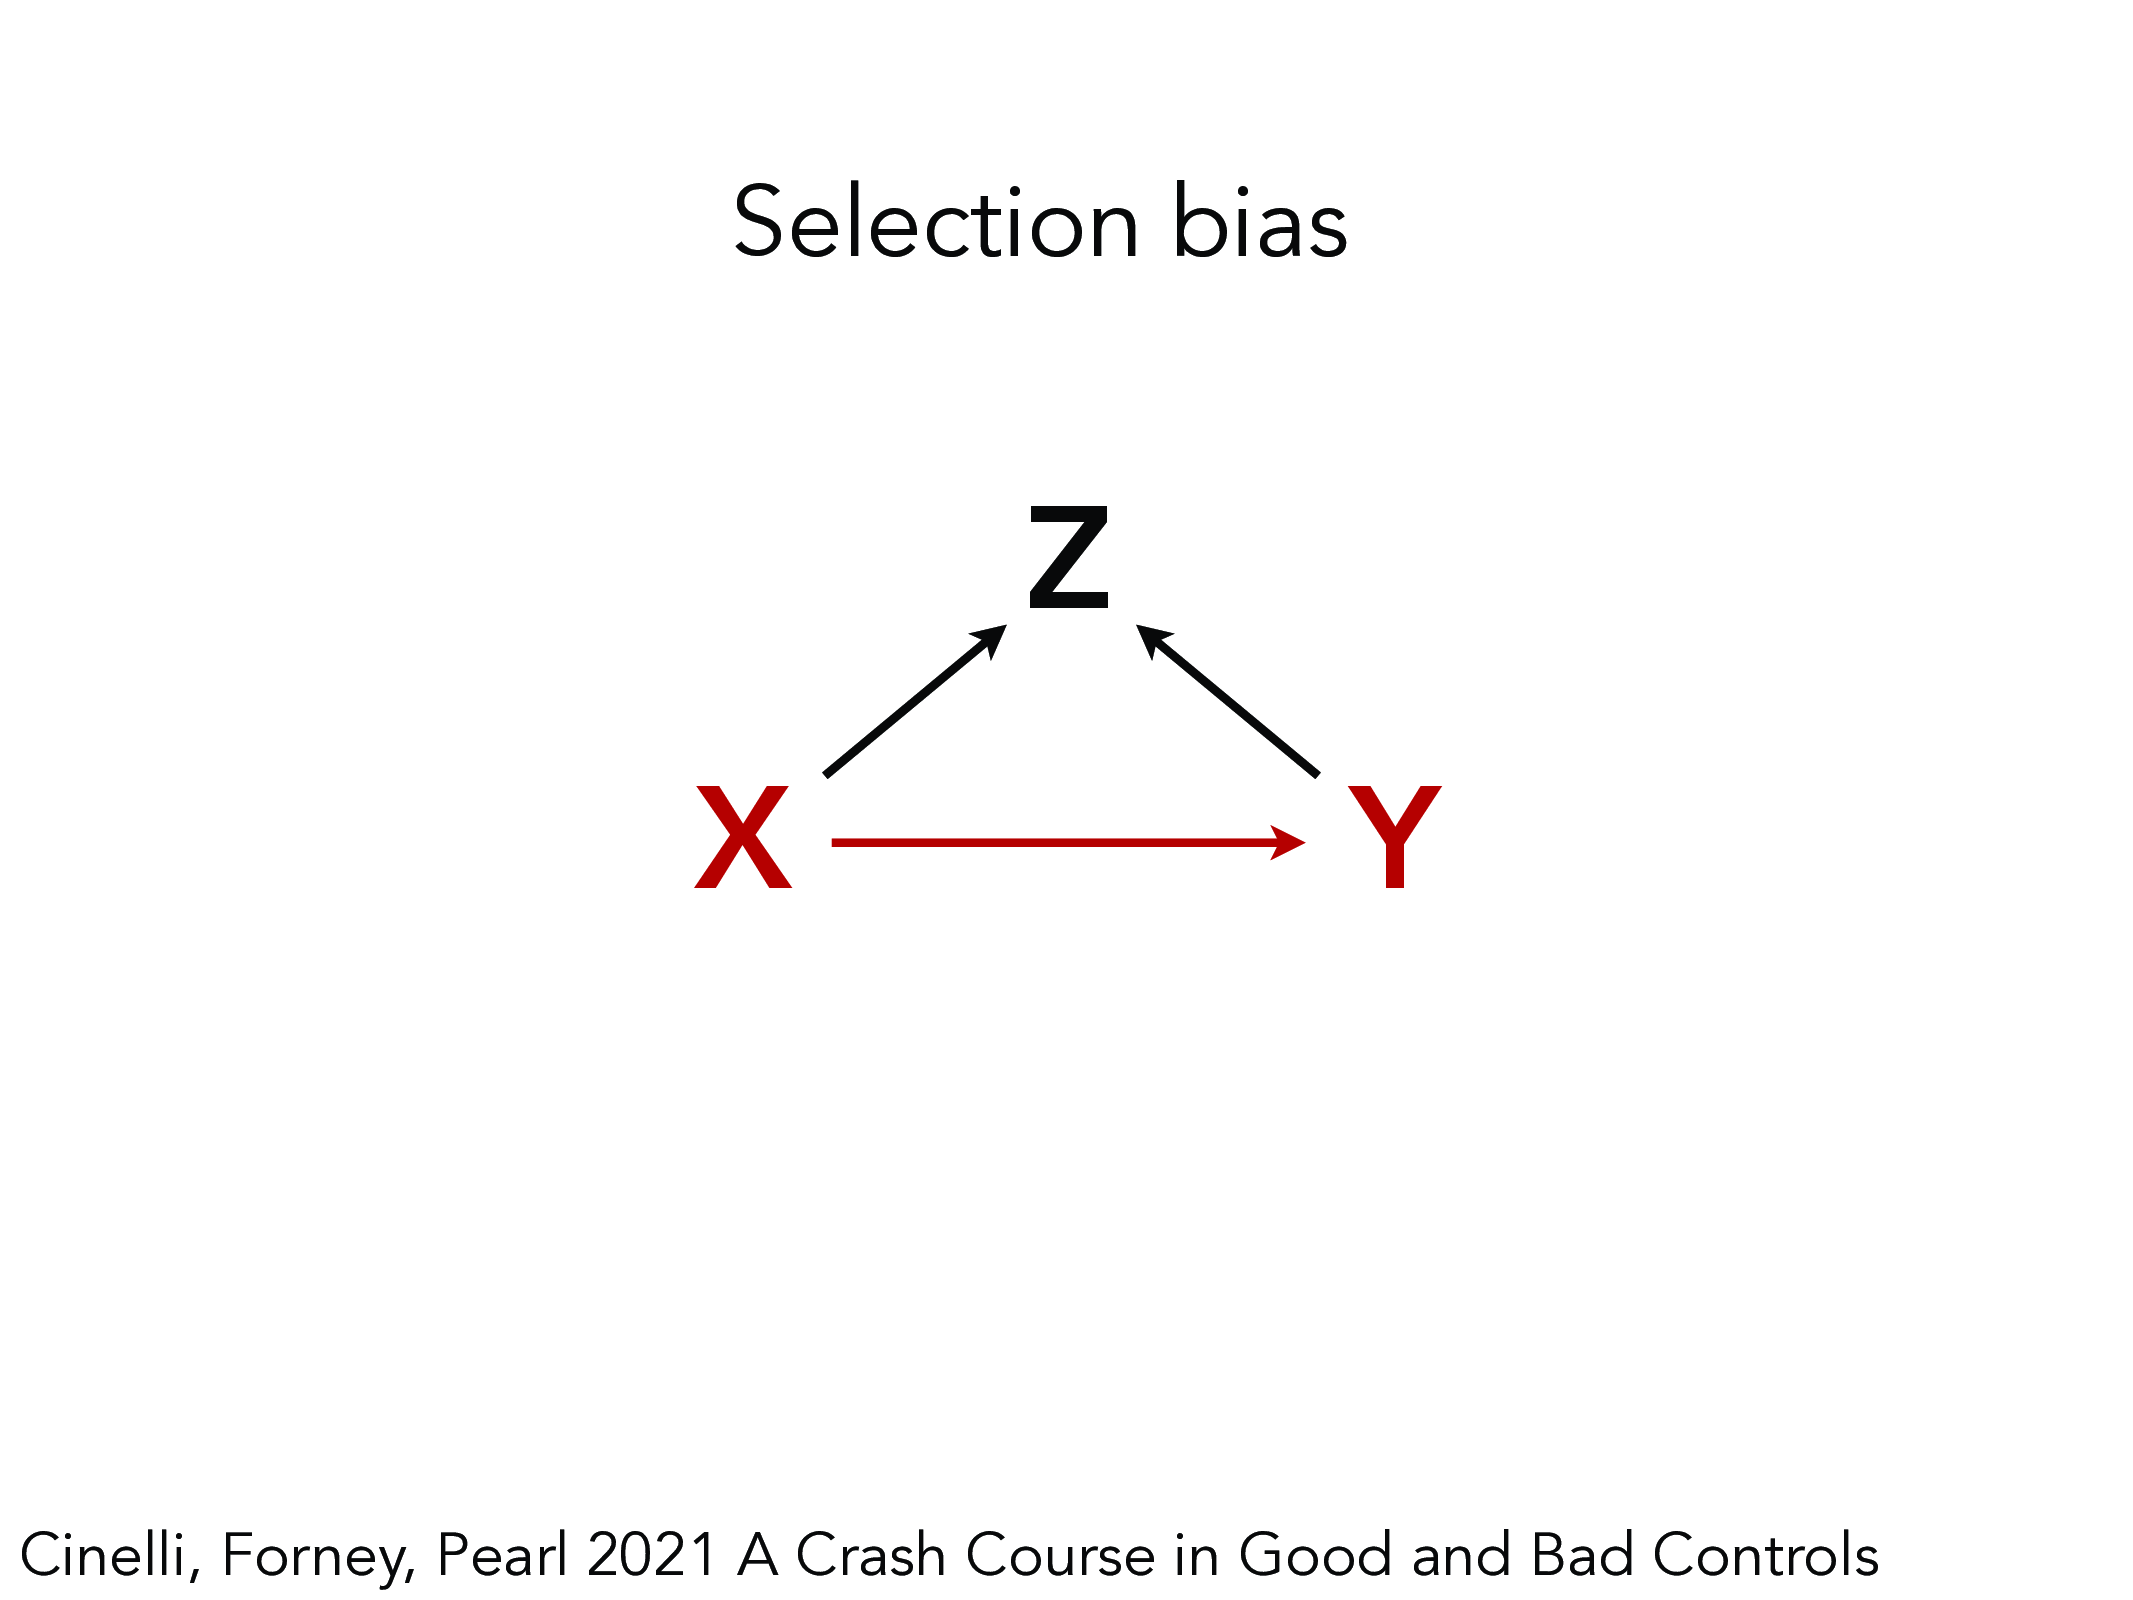 Selection bias
Z
X Y
Cinelli, Forney, Pearl 2021 A Crash Course in Good and Bad Controls